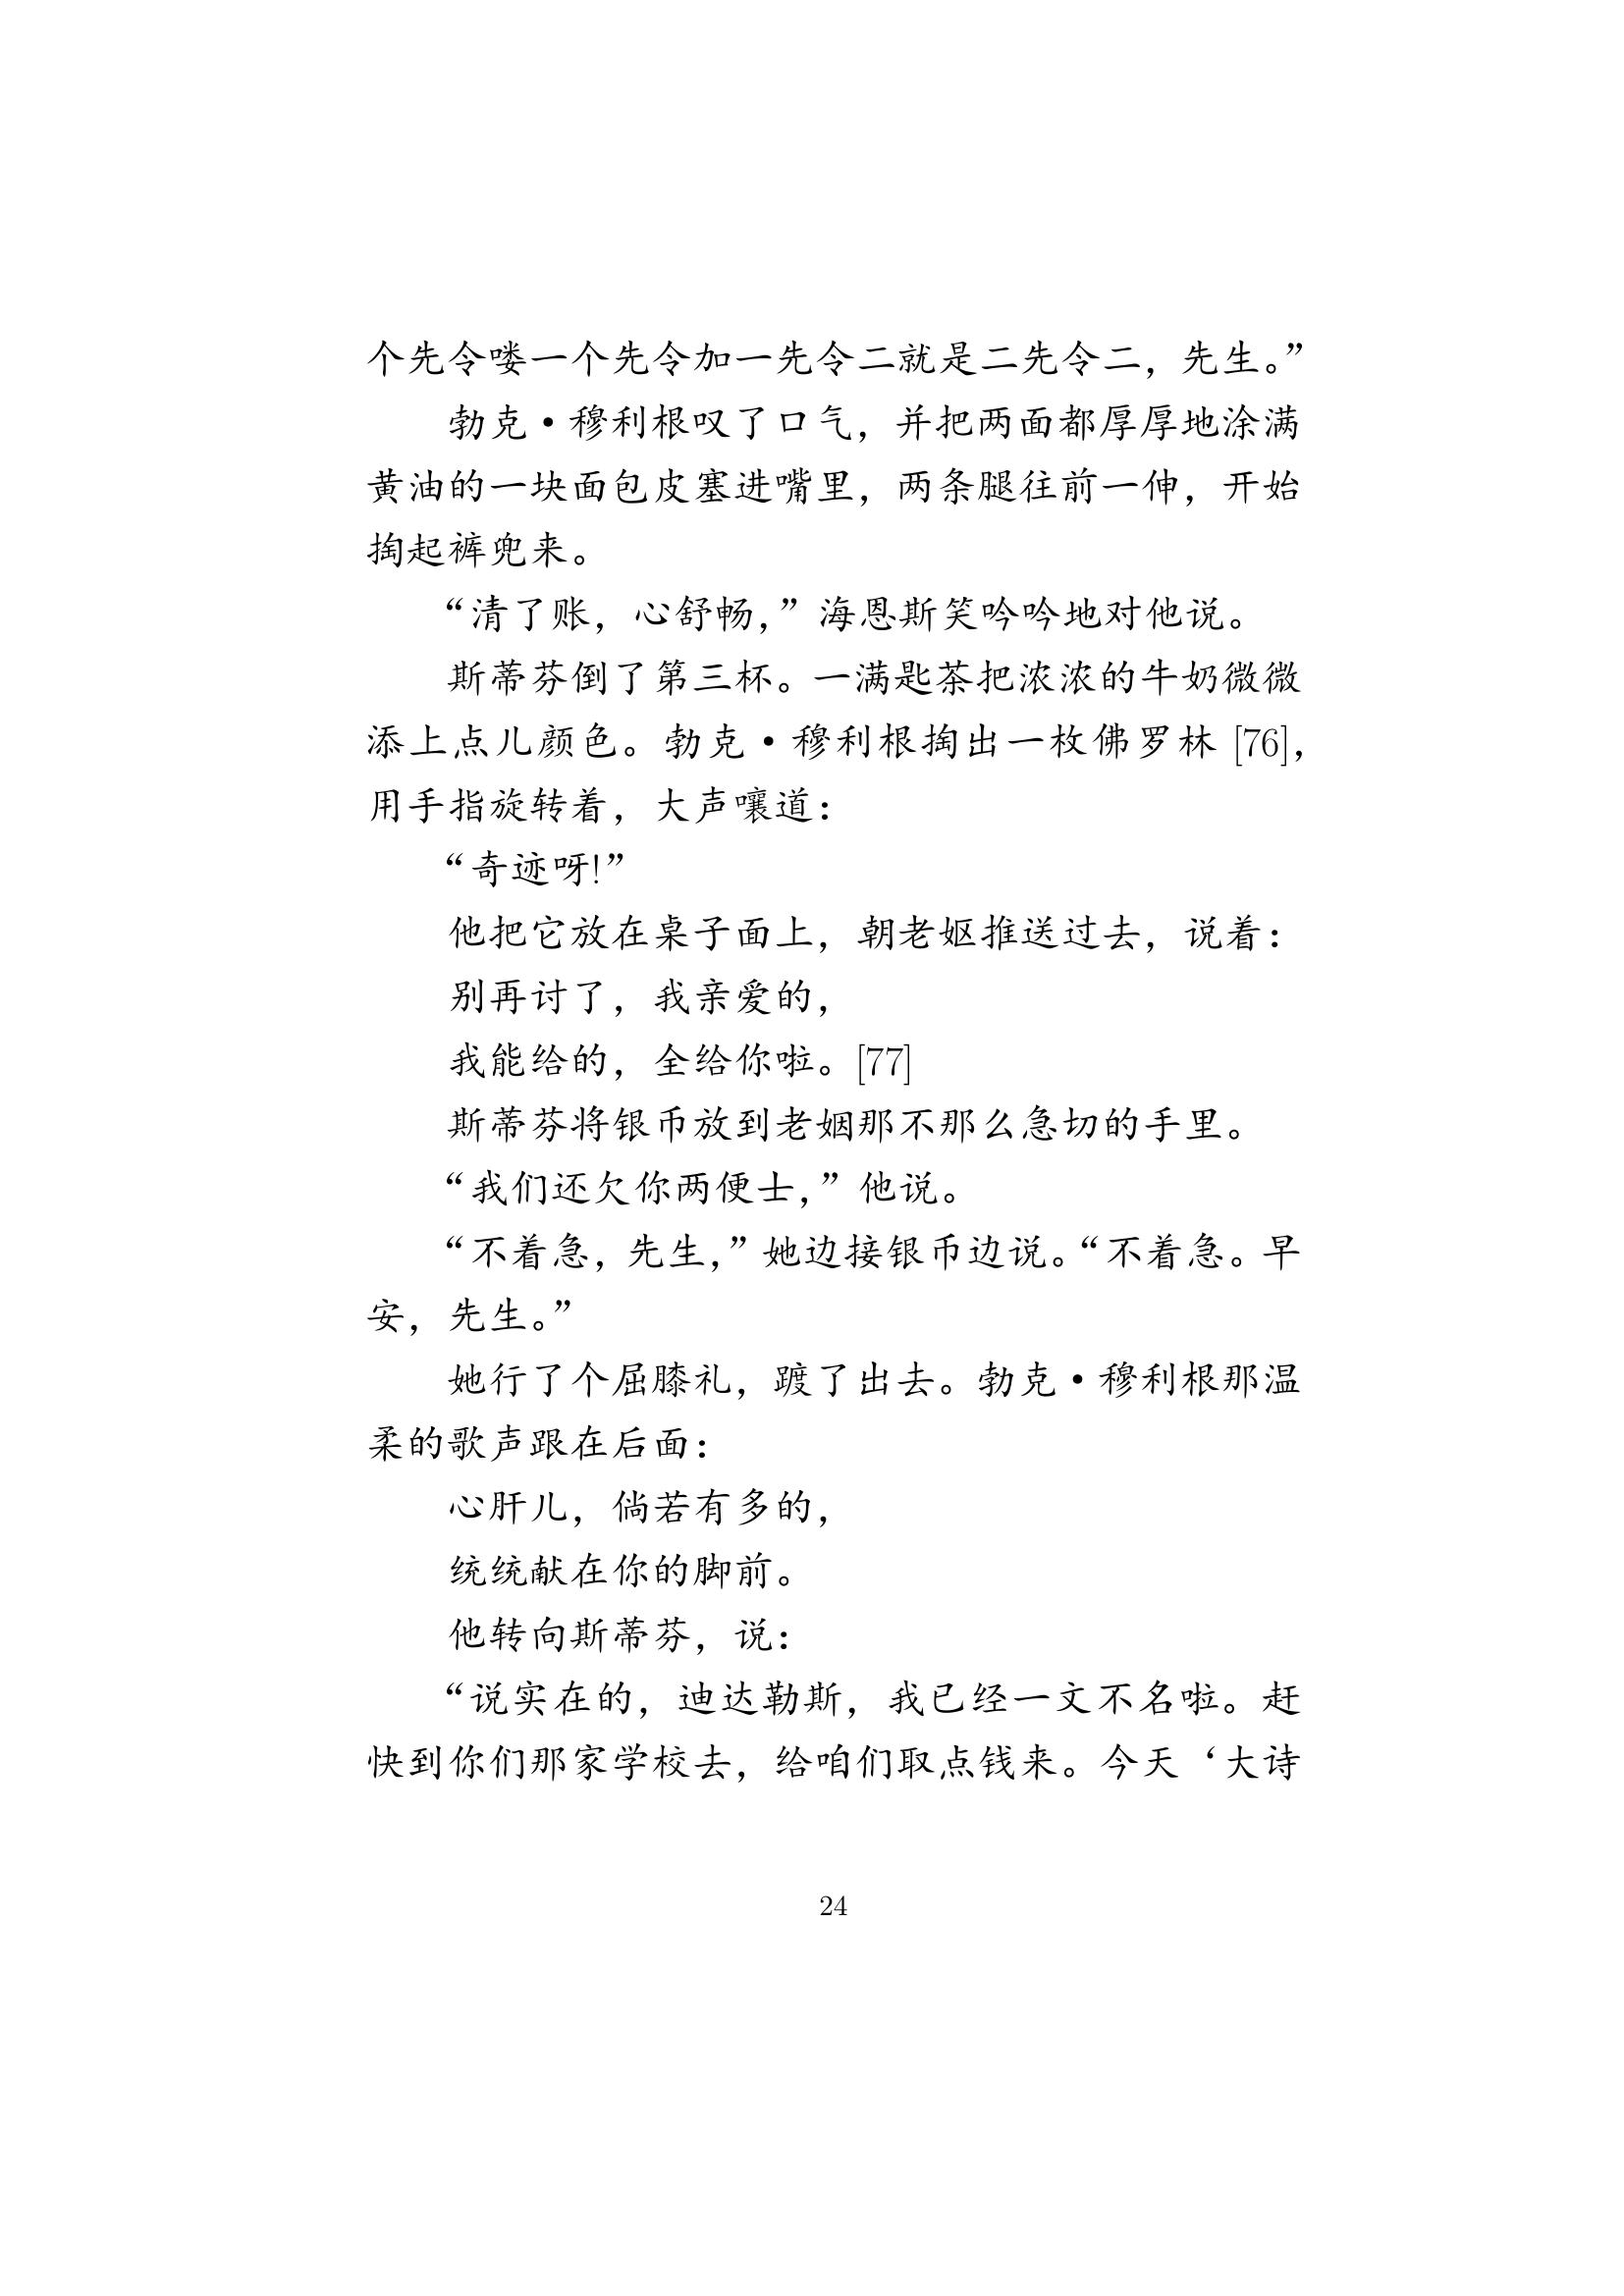 个先令喽一个先令加一先令二就是二先令二，先生。”
勃克·穆利根叹了口气，并把两面都厚厚地涂满
黄油的一块面包皮塞进嘴里，两条腿往前一伸，开始
掏起裤兜来。
“清了账，心舒畅，”海恩斯笑吟吟地对他说。
斯蒂芬倒了第三杯。一满匙茶把浓浓的牛奶微微
添上点儿颜色。勃克·穆利根掏出一枚佛罗林 [76]，
用手指旋转着，大声嚷道：
“奇迹呀！”
他把它放在桌子面上，朝老妪推送过去，说着：
别再讨了，我亲爱的，
我能给的，全给你啦。[77]
斯蒂芬将银币放到老姻那不那么急切的手里。
“我们还欠你两便士，”他说。
“不着急，先生，”她边接银币边说。“不着急。早
安，先生。”
她行了个屈膝礼，踱了出去。勃克·穆利根那温
柔的歌声跟在后面：
心肝儿，倘若有多的，
统统献在你的脚前。
他转向斯蒂芬，说：
“说实在的，迪达勒斯，我已经一文不名啦。赶
快到你们那家学校去，给咱们取点钱来。今天‘大诗
24